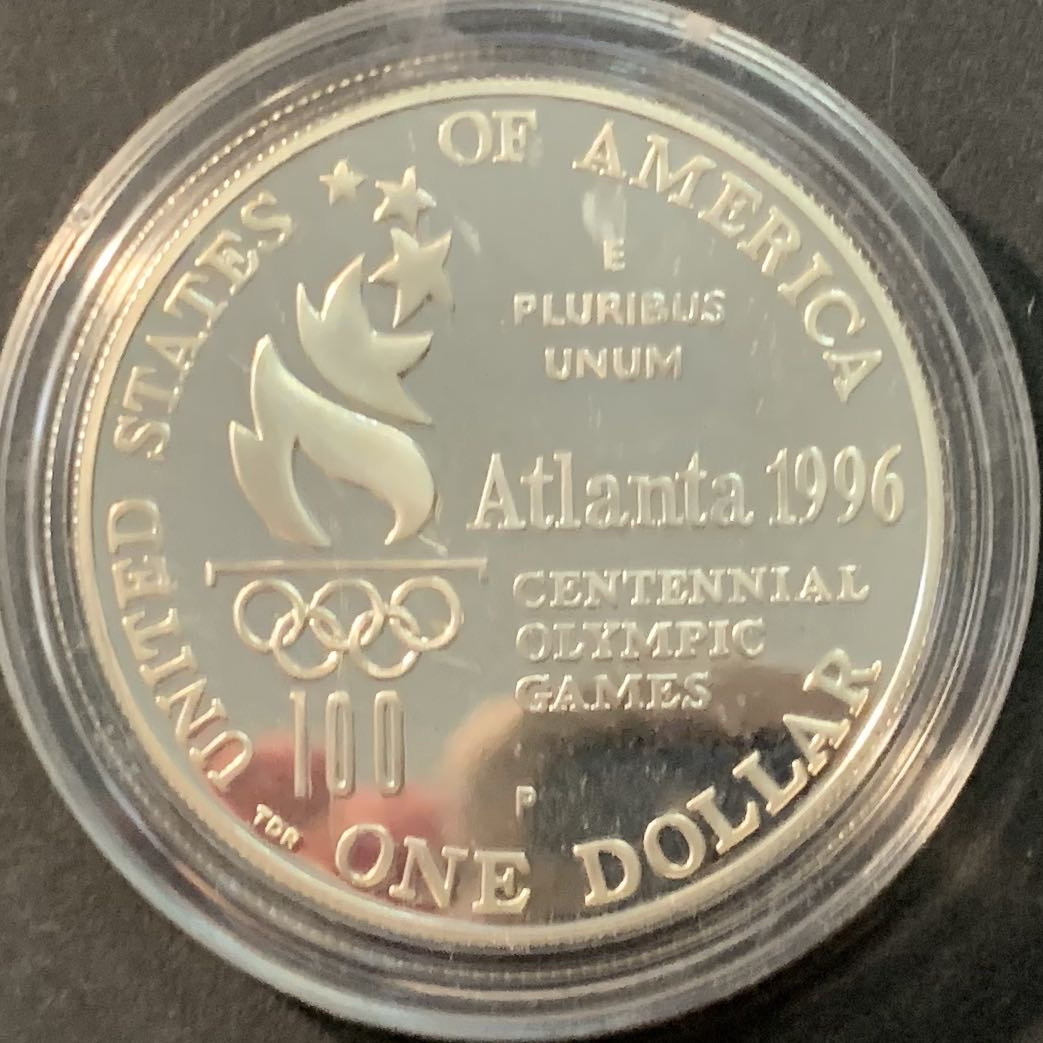 UNITED STATES OF AMERICA
E
PLURIBUS
UNUM
Atlanta 1996
CENTENNIAL
OLYMPIC
GAMES
100
P
TDR
ONE DOLLAR